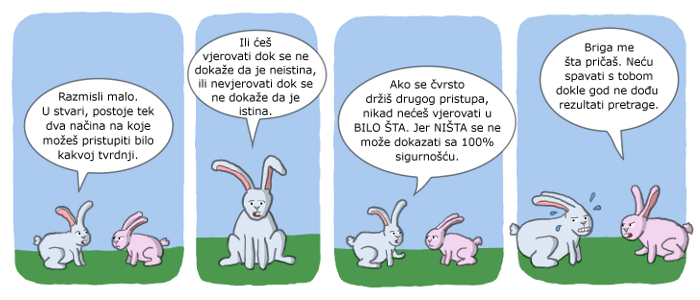 Razmisli malo.
U stvari, postoje tek
dva načina na koje
možeš pristupiti bilo
kakvoj tvrdnji.
Ili ćeš
vjerovati dok se ne
dokaže da je neistina,
ili nevjerovati dok se
ne dokaže da je
istina.
Ako se čvrsto
držiš drugog pristupa,
nikad nećeš vjerovati u
BILO ŠTA. Jer NIŠTA se ne
može dokazati sa 100%
sigurnošću.
Briga me
šta pričaš. Neću
spavati s tobom
dokle god ne dođu
rezultati pretrage.